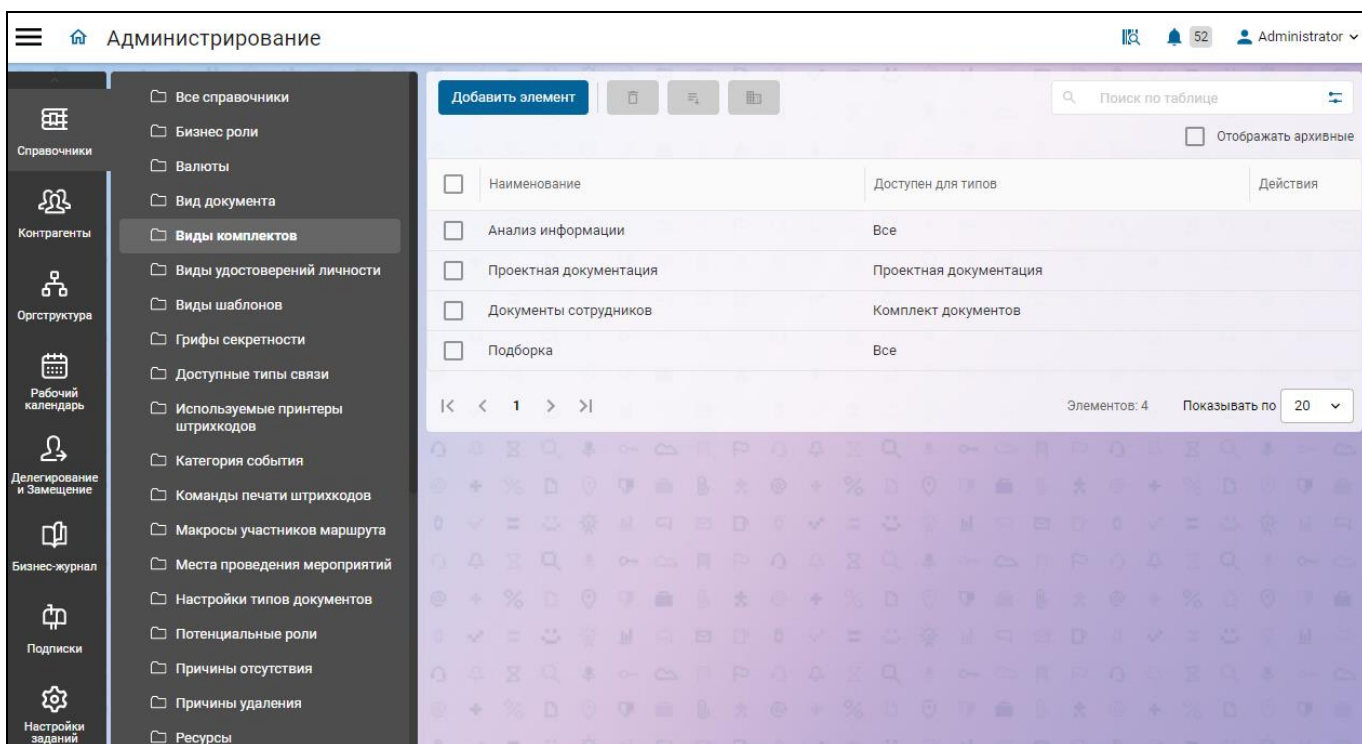 Администрирование
52
Administrator
Справочники
Контрагенты
Оргструктура
Рабочий
календарь
Делегирование
и Замещение
Бизнес-журнал
Подписки
Настройки
заданий
Все справочники
Бизнес роли
Валюты
Вид документа
Виды комплектов
Виды удостоверений личности
Виды шаблонов
Грифы секретности
Доступные типы связи
Используемые принтеры
штрихкодов
Категория события
Команды печати штрихкодов
Макросы участников маршрута
Места проведения мероприятий
Настройки типов документов
Потенциальные роли
Причины отсутствия
Причины удаления
Ресурсы
Добавить элемент
Поиск по таблице
Отображать архивные
Наименование Доступен для типов Действия
Анализ информации Все
Проектная документация Проектная документация
Документы сотрудников Комплект документов
Подборка Все
1 Элементов: 4 Показывать по 20